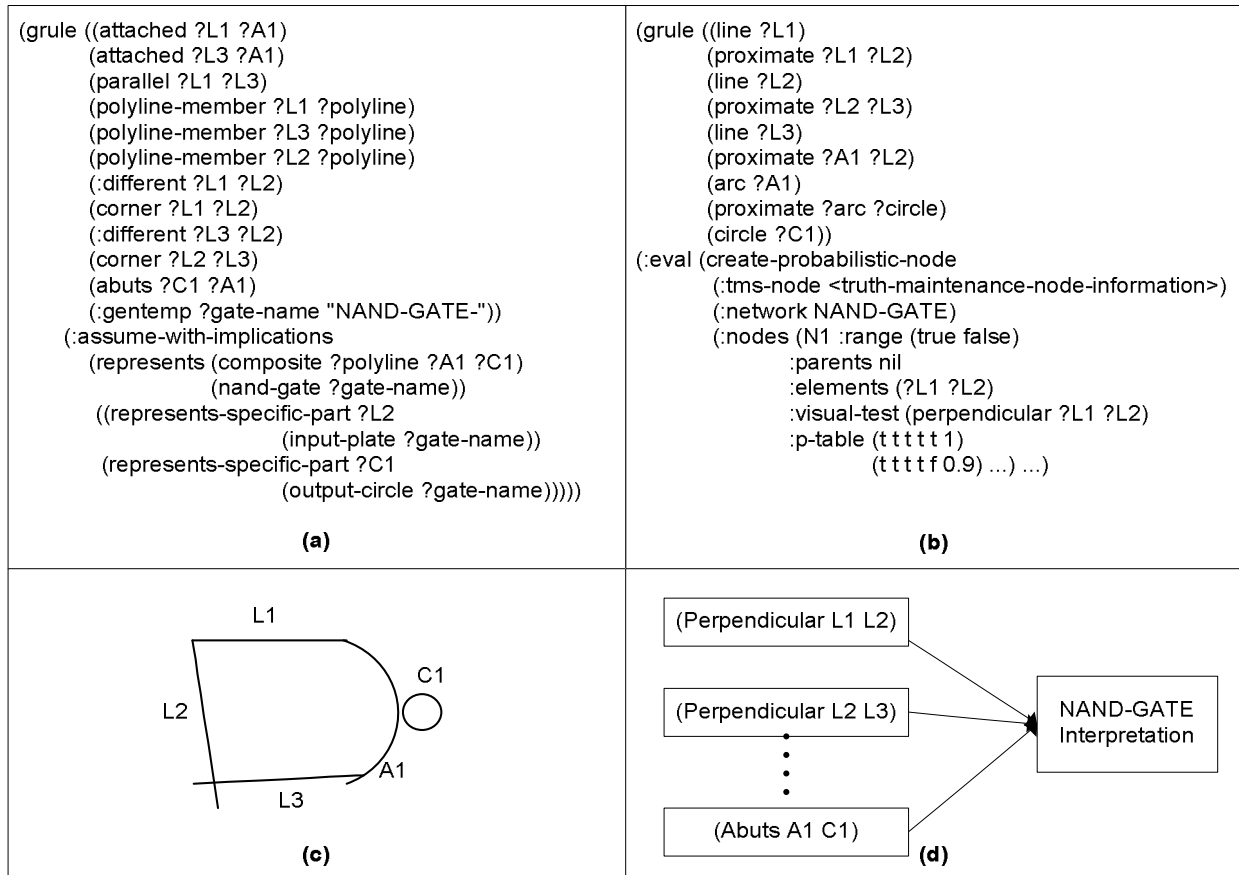 (grule ((attached ?L1 ?A1)
(attached ?L3 ?A1)
(parallel ?L1 ?L3)
(polyline-member ?L1 ?polyline)
(polyline-member ?L3 ?polyline)
(polyline-member ?L2 ?polyline)
(:different ?L1 ?L2)
(corner ?L1 ?L2)
(:different ?L3 ?L2)
(corner ?L2 ?L3)
(abuts ?C1 ?A1)
(:gentemp ?gate-name "NAND-GATE-"))
(:assume-with-implications
(represents (composite ?polyline ?A1 ?C1)
(nand-gate ?gate-name))
((represents-specific-part ?L2
(input-plate ?gate-name))
(represents-specific-part ?C1
(output-circle ?gate-name)))))
(a)
(grule ((line ?L1)
(proximate ?L1 ?L2)
(line ?L2)
(proximate ?L2 ?L3)
(line ?L3)
(proximate ?A1 ?L2)
(arc ?A1)
(proximate ?arc ?circle)
(circle ?C1))
(:eval (create-probabilistic-node
(:tms-node <truth-maintenance-node-information>)
(:network NAND-GATE)
(:nodes (N1 :range (true false)
:parents nil
:elements (?L1 ?L2)
:visual-test (perpendicular ?L1 ?L2)
:p-table (t t t t t 1)
(t t t t f 0.9) ...) ...)
(b)
L1
C1
L2
A1
L3
(c)
(Perpendicular L1 L2)
(Perpendicular L2 L3)
NAND-GATE
Interpretation
(Abuts A1 C1)
(d)